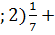 ; 2) 1/7 +